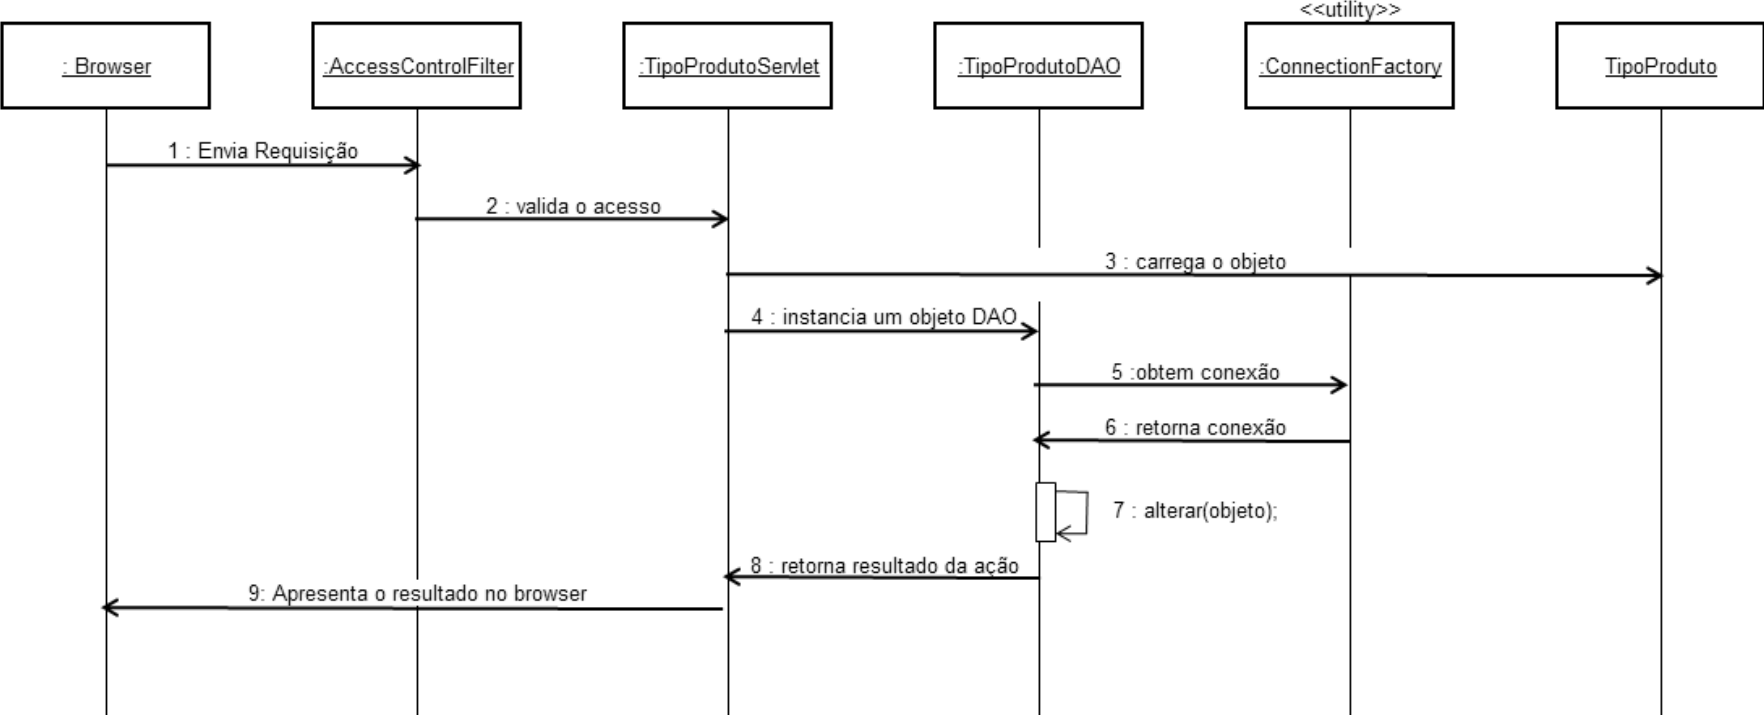 <<utility>>
: Browser
:AccessControlFilter
:TipoProdutoServlet
:TipoProdutoDAO
:ConnectionFactory
TipoProduto
1 : Envia Requisição
2 : valida o acesso
3 : carrega o objeto
4 : instancia um objeto DAO
5 :obtem conexão
6 : retorna conexão
7 : alterar(objeto);
8 : retorna resultado da ação
9: Apresenta o resultado no browser